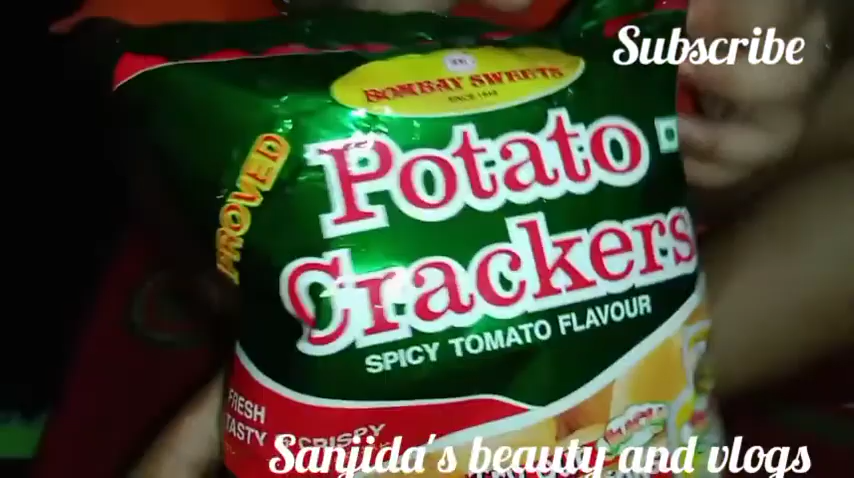 Subscribe
BOMBAY SWEETS
SINCE 1948
PROVED
Potato
Crackers
SPICY TOMATO FLAVOUR
FRESH
TASTY & CRISPY
Sanjida's beauty and vlogs